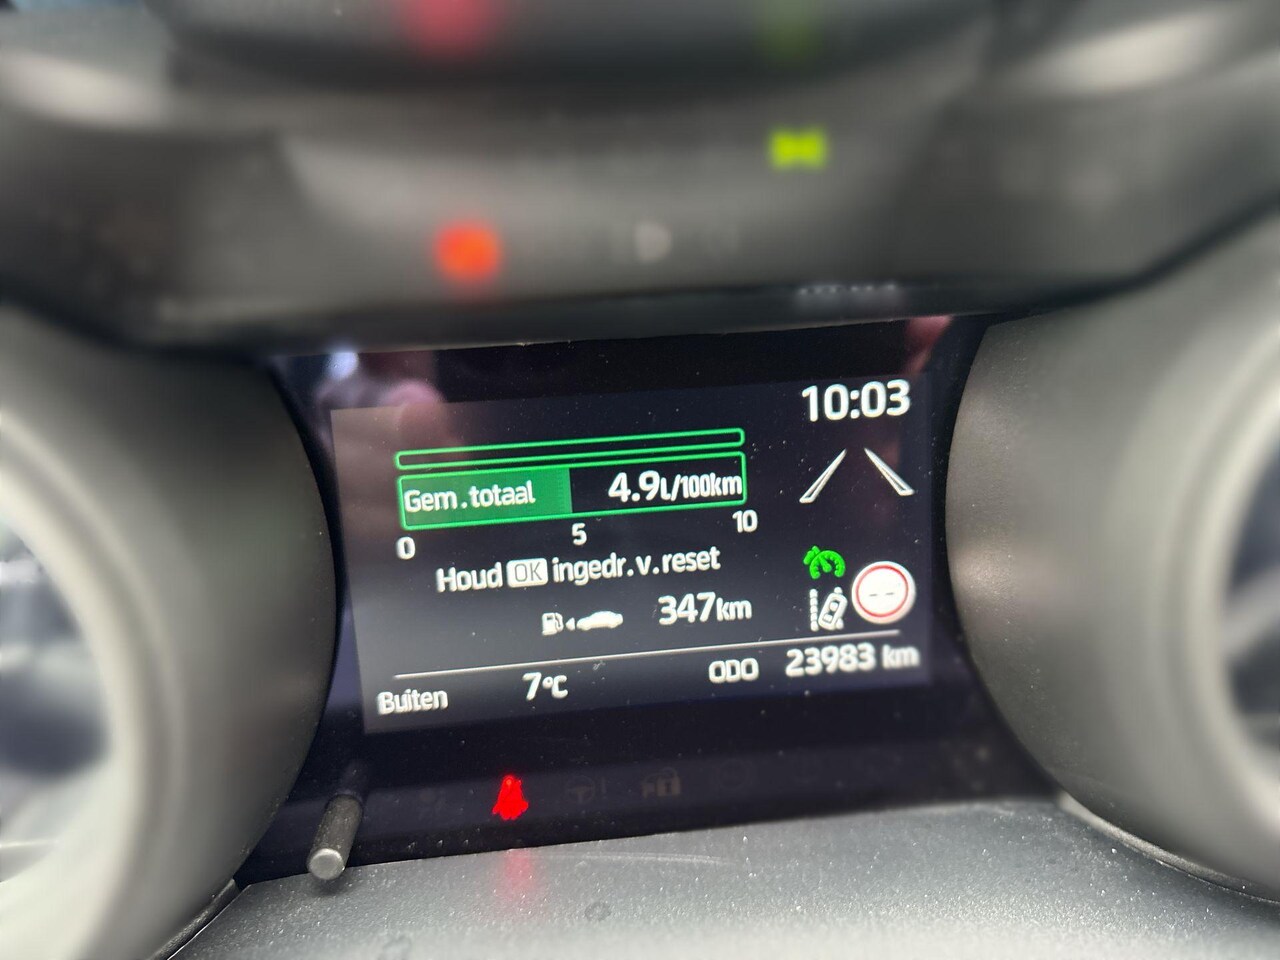 10:03
Gem. totaal 4.9L/100km
0 5 10
Houd OK ingedr. v. reset
347km
--
Buiten 7°C ODO 23983 km